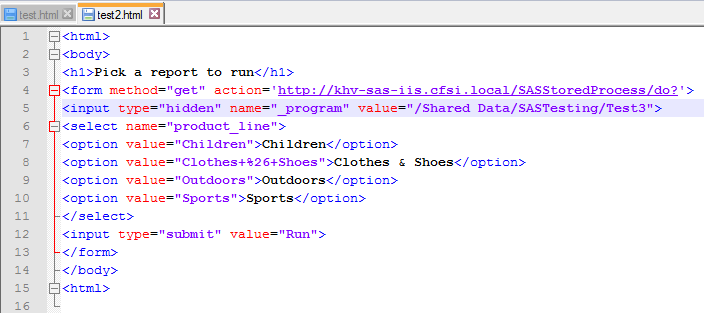 test.html test2.html
1 <html>
2 <body>
3 <h1>Pick a report to run</h1>
4 <form method="get" action='http://khv-sas-iis.cfsi.local/SASStoredProcess/do?'>
5 <input type="hidden" name="_program" value="/Shared Data/SASTesting/Test3">
6 <select name="product_line">
7 <option value="Children">Children</option>
8 <option value="Clothes+%26+Shoes">Clothes & Shoes</option>
9 <option value="Outdoors">Outdoors</option>
10 <option value="Sports">Sports</option>
11 </select>
12 <input type="submit" value="Run">
13 </form>
14 </body>
15 <html>
16